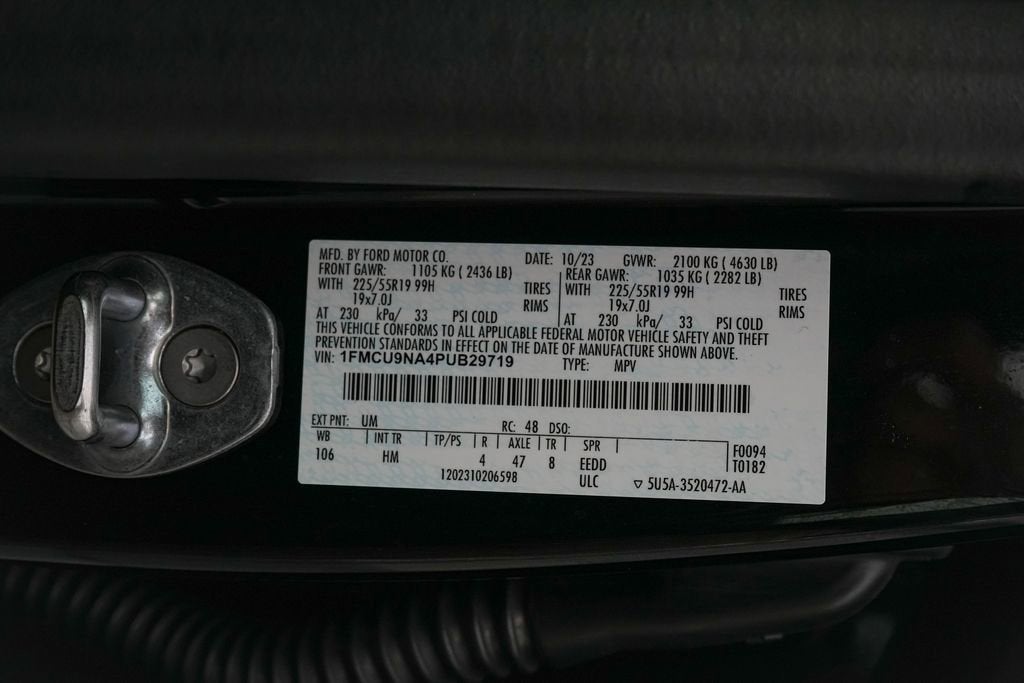 MFD. BY FORD MOTOR CO. DATE: 10/23 GVWR: 2100 KG ( 4630 LB)
FRONT GAWR: 1105 KG ( 2436 LB) REAR GAWR: 1035 KG ( 2282 LB)
WITH 225/55R19 99H TIRES WITH 225/55R19 99H TIRES
19x7.0J RIMS 19x7.0J RIMS
AT 230 kPa/ 33 PSI COLD AT 230 kPa/ 33 PSI COLD
THIS VEHICLE CONFORMS TO ALL APPLICABLE FEDERAL MOTOR VEHICLE SAFETY AND THEFT
PREVENTION STANDARDS IN EFFECT ON THE DATE OF MANUFACTURE SHOWN ABOVE.
VIN: 1FMCU9NA4PUB29719 TYPE: MPV
EXT PNT: UM RC: 48 DSO:
WB INT TR TP/PS R AXLE TR SPR F0094
106 HM 4 47 8 EEDD T0182
1202310206598 ULC ▽ 5U5A-3520472-AA